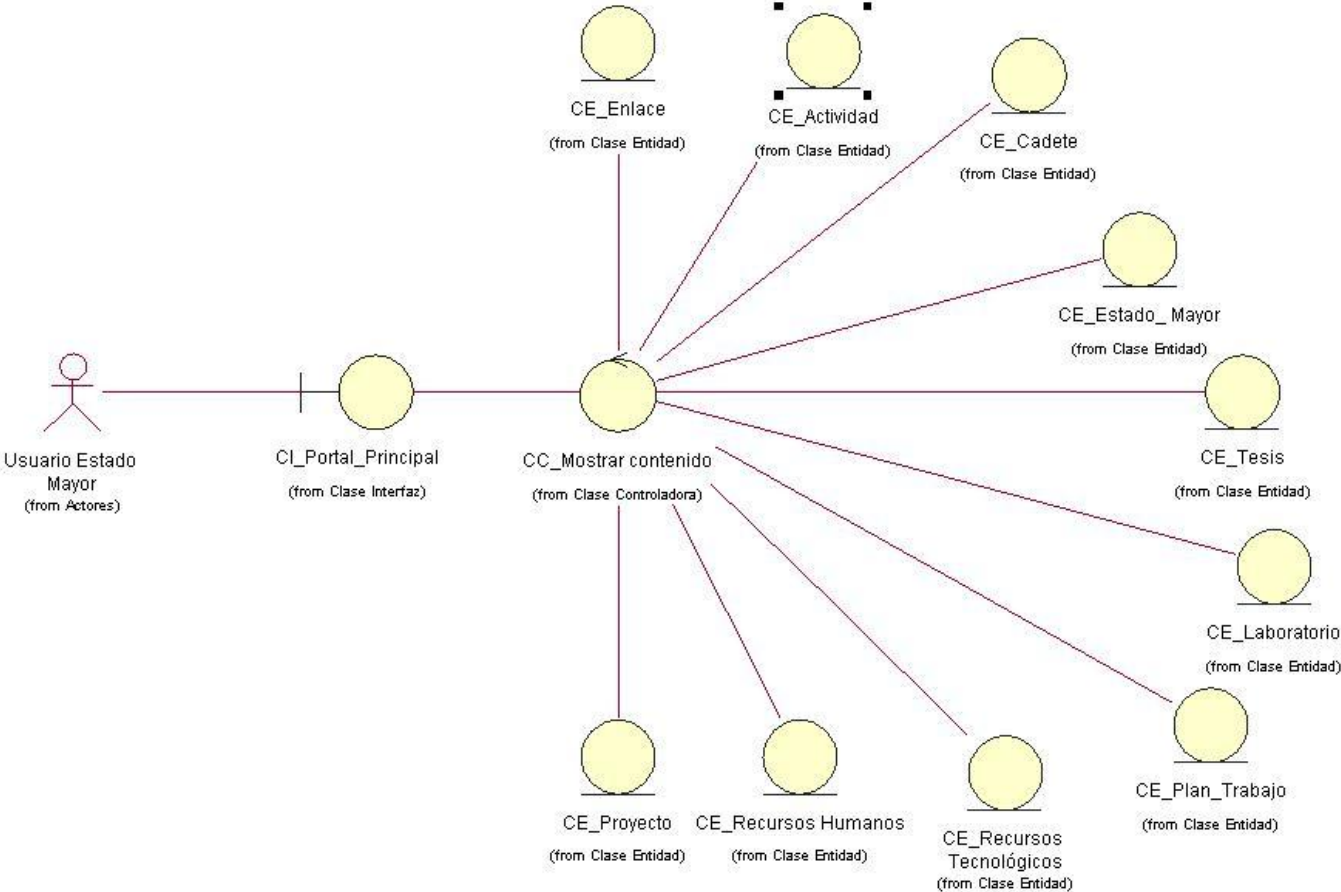 CE_Enlace
(from Clase Entidad)
CE_Actividad
(from Clase Entidad)
CE_Cadete
(from Clase Entidad)
CE_Estado_ Mayor
(from Clase Entidad)
Usuario Estado
Mayor
(from Actores)
CI_Portal_Principal
(from Clase Interfaz)
CC_Mostrar contenido
(from Clase Controladora)
CE_Tesis
(from Clase Entidad)
CE_Laboratorio
(from Clase Entidad)
CE_Plan_Trabajo
(from Clase Entidad)
CE_Proyecto
(from Clase Entidad)
CE_Recursos Humanos
(from Clase Entidad)
CE_Recursos
Tecnológicos
(from Clase Entidad)